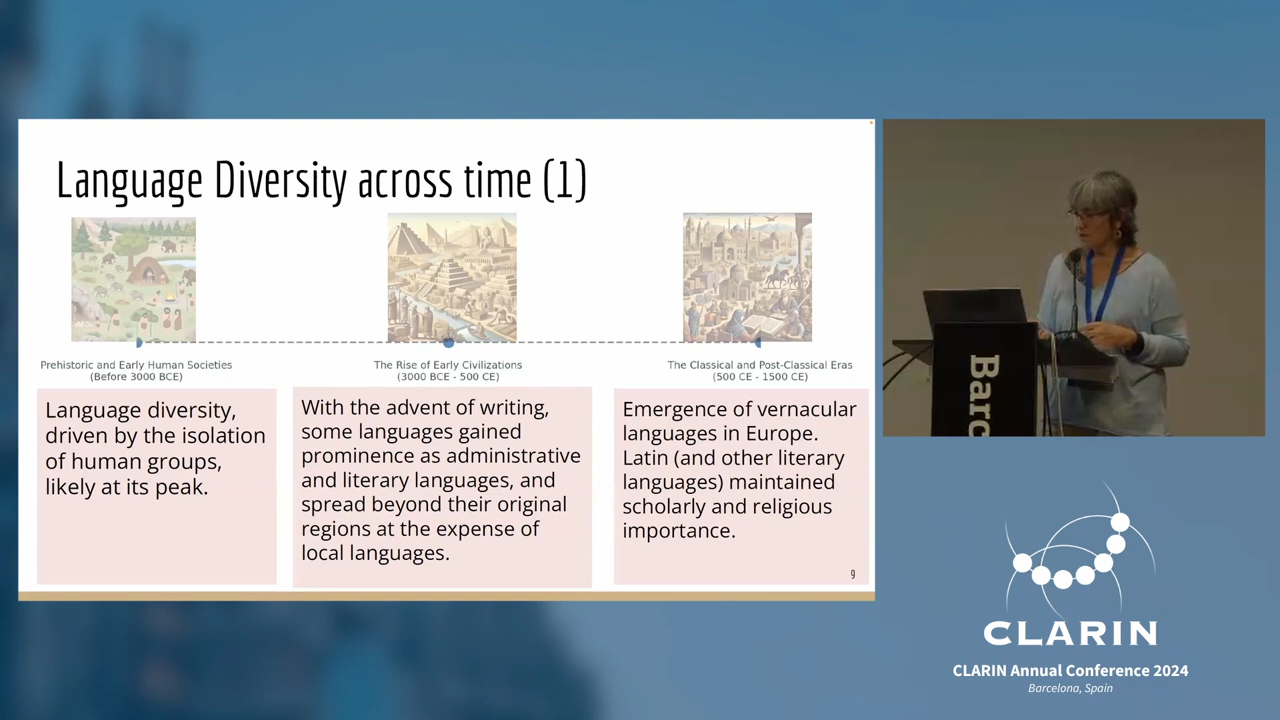 Language Diversity across time (1)
Prehistoric and Early Human Societies
(Before 3000 BCE)
The Rise of Early Civilizations
(3000 BCE - 500 CE)
The Classical and Post-Classical Eras
(500 CE - 1500 CE)
Language diversity,
driven by the isolation
of human groups,
likely at its peak.
With the advent of writing,
some languages gained
prominence as administrative
and literary languages, and
spread beyond their original
regions at the expense of
local languages.
Emergence of vernacular
languages in Europe.
Latin (and other literary
languages) maintained
scholarly and religious
importance.
9
Barc
CLARIN
CLARIN Annual Conference 2024
Barcelona, Spain